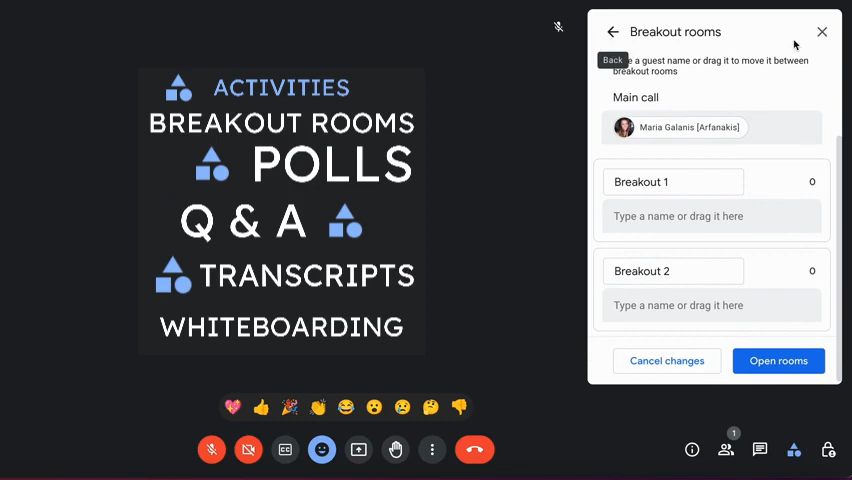 ACTIVITIES
BREAKOUT ROOMS
POLLS
Q & A
TRANSCRIPTS
WHITEBOARDING
Breakout rooms
Back
e a guest name or drag it to move it between
breakout rooms
Main call
Maria Galanis [Arfanakis]
Breakout 1
0
Type a name or drag it here
Breakout 2
0
Type a name or drag it here
Cancel changes
Open rooms
CC
1